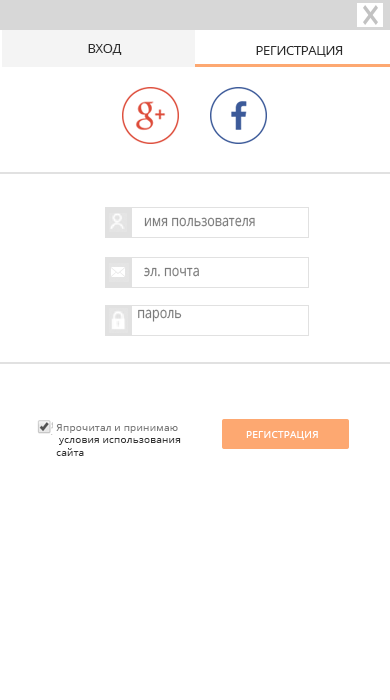 X
ВХОД
РЕГИСТРАЦИЯ
g+
f
имя пользователя
эл. почта
пароль
Япрочитал и принимаю
условия использования
сайта
РЕГИСТРАЦИЯ